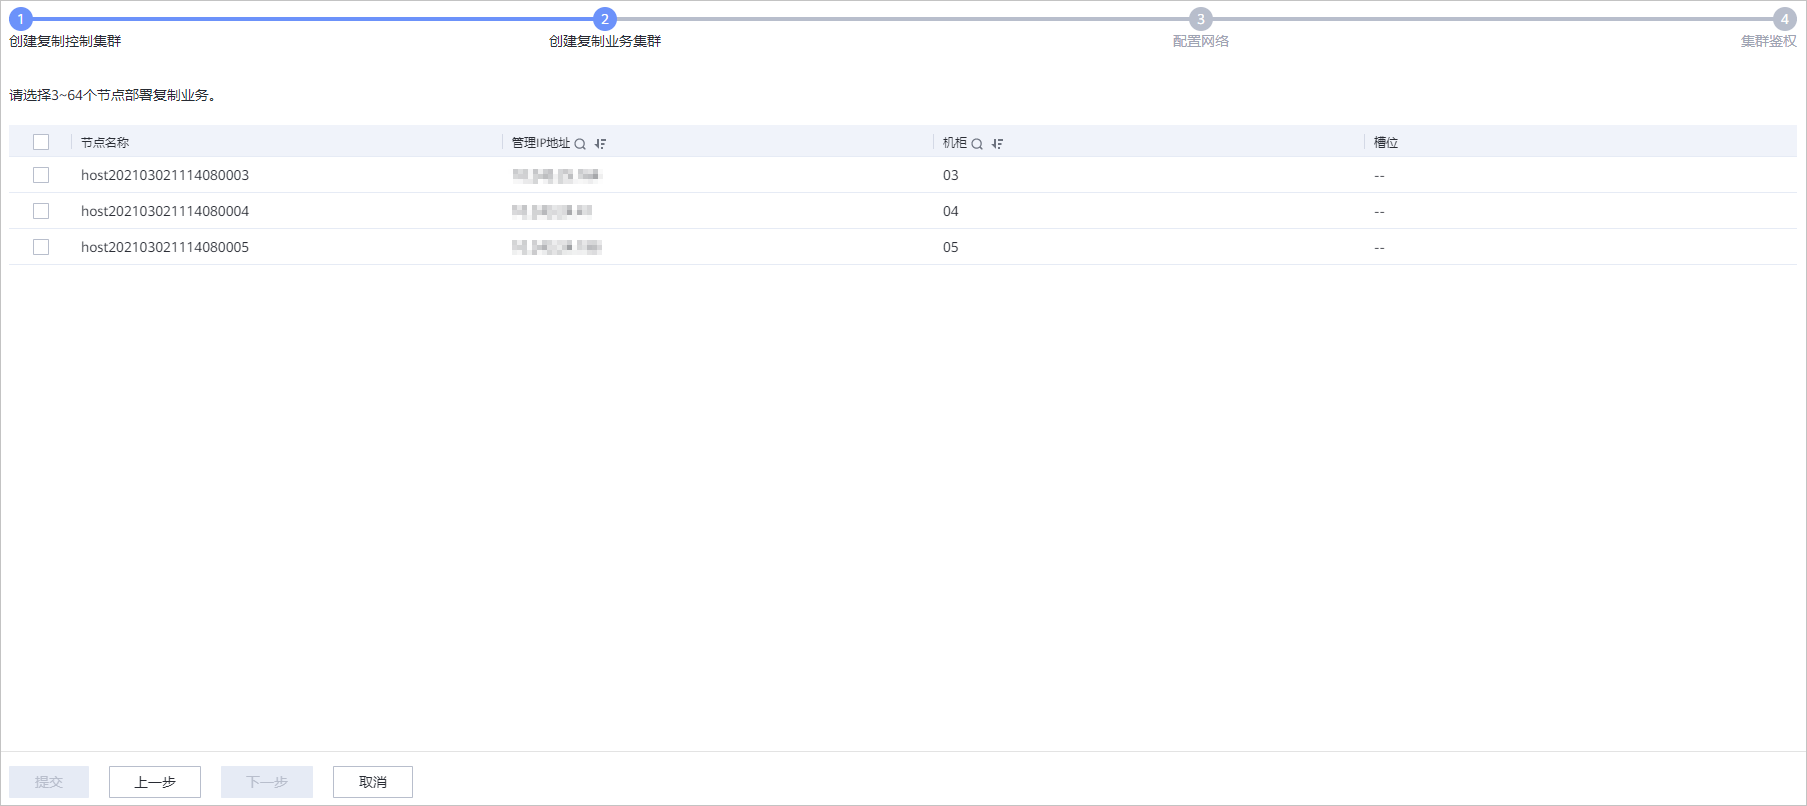 1 2 3 4
创建复制控制集群 创建复制业务集群 配置网络 集群鉴权
请选择3~64个节点部署复制业务。
节点名称 管理IP地址 机柜 槽位
host202103021114080003 03 --
host202103021114080004 04 --
host202103021114080005 05 --
提交 上一步 下一步 取消